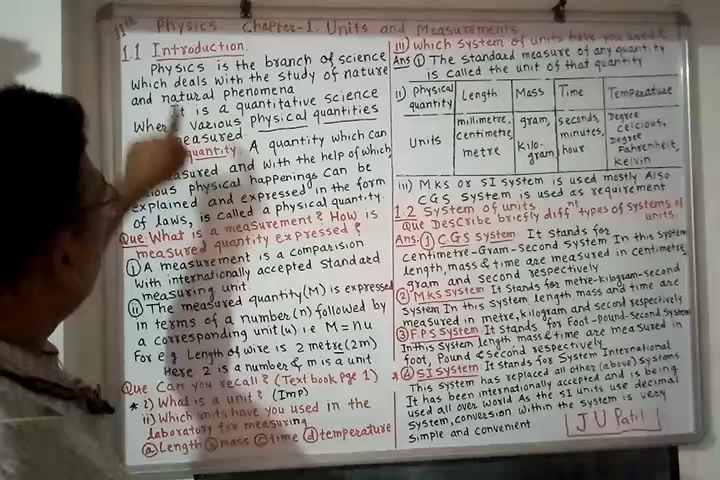 11th Physics Chapter-1. Units and Measurements
1.1 Introduction.
Physics is the branch of science
which deals with the study of nature
and natural phenomena
It is a quantitative science
Where various physical quantities
measured
quantity. A quantity which can
measured and with the help of which
physical happenings can be
explained and expressed in the form
of laws, is called a physical quantity.
Que. What is a measurement? How is
measured quantity expressed?
i) A measurement is a comparision
with internationally accepted standard
measuring unit
ii) The measured quantity (M) is expressed
in terms of a number (n) followed by
a corresponding unit (u) i.e M = nu
For e.g Length of wire is 2 metre (2m)
Here 2 is a number & m is a unit.
Que Can you recall? (Text book Pge 1)
* i) What is a unit? (Imp)
ii) Which units have you used in the
laboratory for measuring
a) Length b) mass c) time d) temperature
iii) Which system of units have you used?
Ans i) The standard measure of any quantity
is called the unit of that quantity
ii) Physical quantity Length Mass Time Temperature
Units millimetre, centimetre, metre gram, kilo-gram seconds, minutes, hour Degree celcious, Degree Fahrenheit, Kelvin
iii) MKS or SI system is used mostly Also
CGS System is used as requirement
1.2 System of units
Que Describe briefly diffnt types of systems of
units.
Ans. 1) C.G.S System It stands for
Centimetre-Gram-Second System In this System
length, mass & time are measured in centimetre,
gram and second respectively
2) MKS System It stands for metre-kilogram-second
System In this system length mass and time are
measured in metre, kilogram and second respectively
3) F.P.S System It stands for Foot-Pound-Second System
In this System length mass & time are measured in
foot, Pound & second respectively
* 4) SI System It stands for System International
This system has replaced all other (above) Systems
It has been internationally accepted and is being
used all over world As the SI units use decimal
System, conversion within the system is very
simple and convenient J U Patil